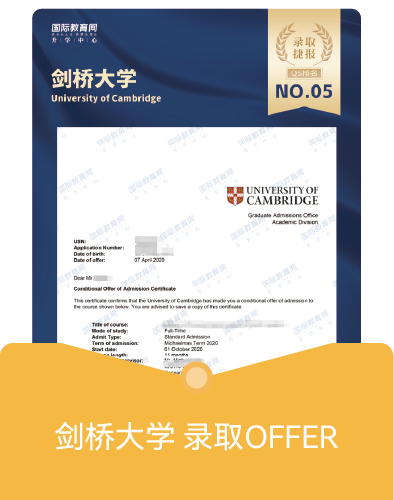 国际教育网
升学中心
录取
捷报
QS排名
NO.05
剑桥大学
University of Cambridge
UNIVERSITY OF
CAMBRIDGE
Graduate Admissions Office
Academic Division
USN:
Application Number:
Date of birth:
Date of offer: 07 April 2020
Dear Mr
Conditional Offer of Admission Certificate
This certificate confirms that the University of Cambridge has made you a conditional offer of admission to
the course shown below. You are advised to save a copy of this certificate.
Title of course:
Mode of study: Full-Time
Admit Type: Standard Admission
Term of admission: Michaelmas Term 2020
Start date: 01 October 2020
length: 11 months
剑桥大学 录取OFFER